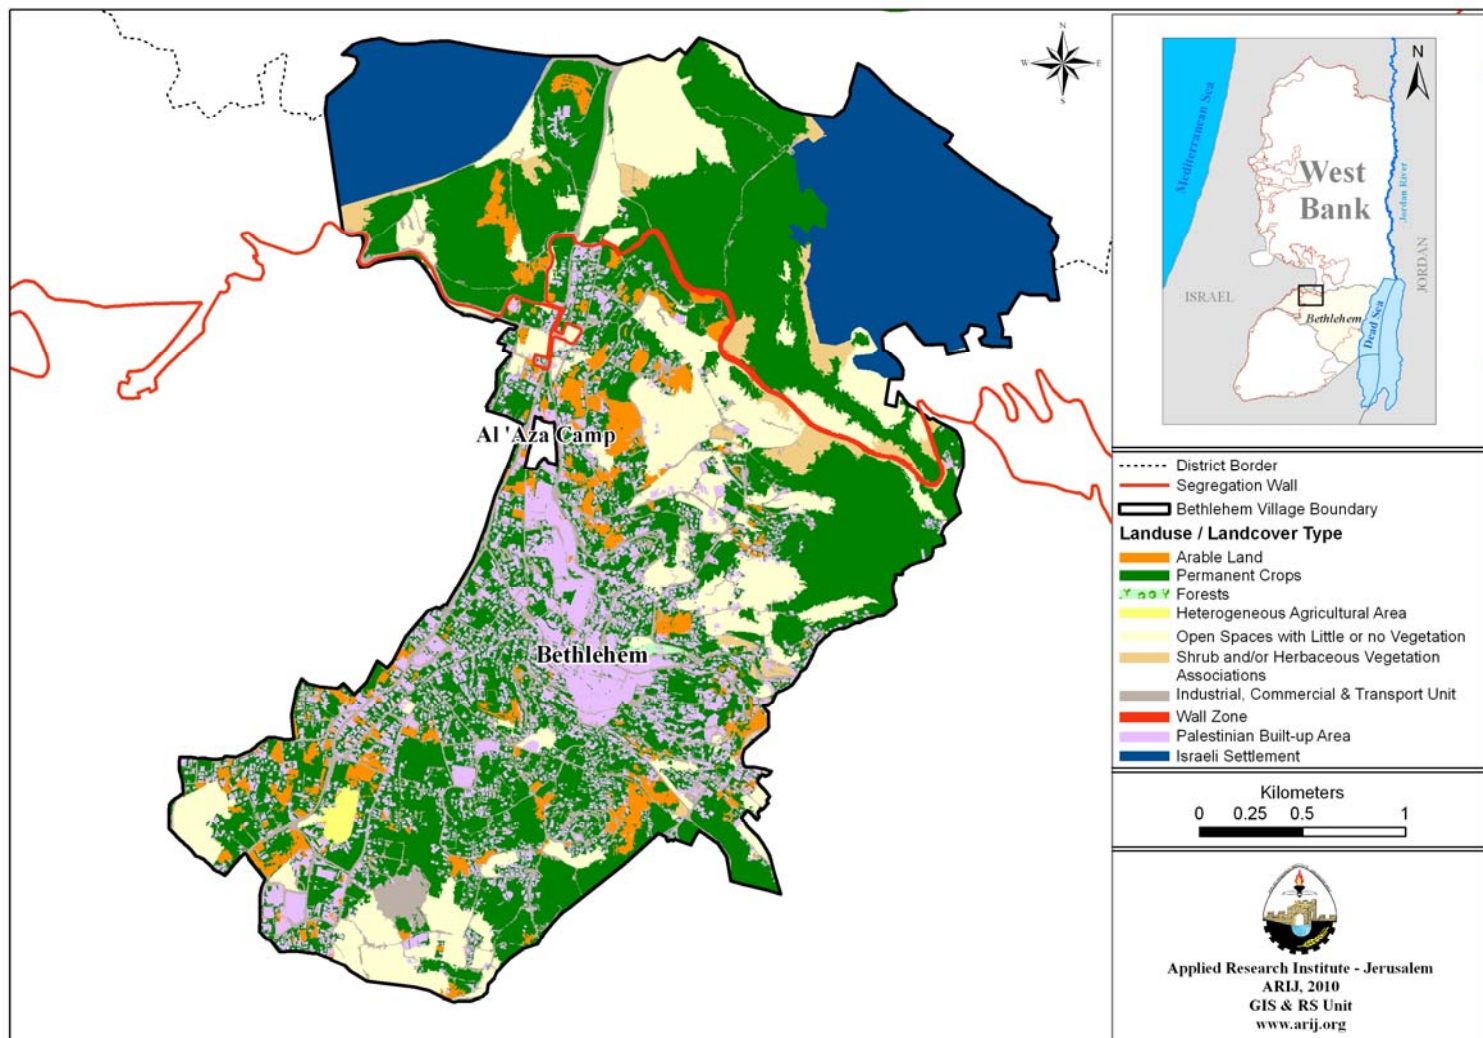 N
W
E
S
Al 'Aza Camp
Bethlehem
N
Mediterranean Sea
West
Bank
Jordan River
ISRAEL
JORDAN
Bethlehem
Dead Sea
District Border
Segregation Wall
Bethlehem Village Boundary
Landuse / Landcover Type
Arable Land
Permanent Crops
Forests
Heterogeneous Agricultural Area
Open Spaces with Little or no Vegetation
Shrub and/or Herbaceous Vegetation
Associations
Industrial, Commercial & Transport Unit
Wall Zone
Palestinian Built-up Area
Israeli Settlement
Kilometers
0 0.25 0.5 1
Applied Research Institute - Jerusalem
ARIJ, 2010
GIS & RS Unit
www.arij.org